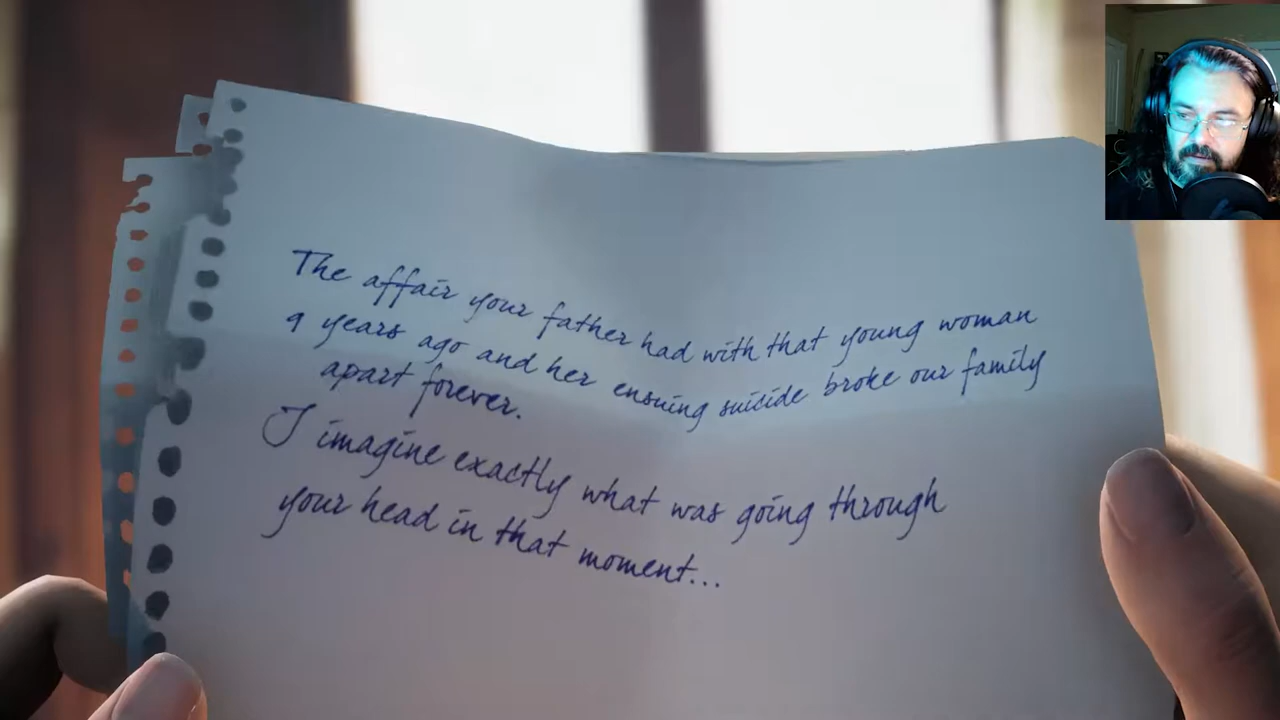 The affair your father had with that young woman
9 years ago and her ensuing suicide broke our family
apart forever.
I imagine exactly what was going through
your head in that moment...